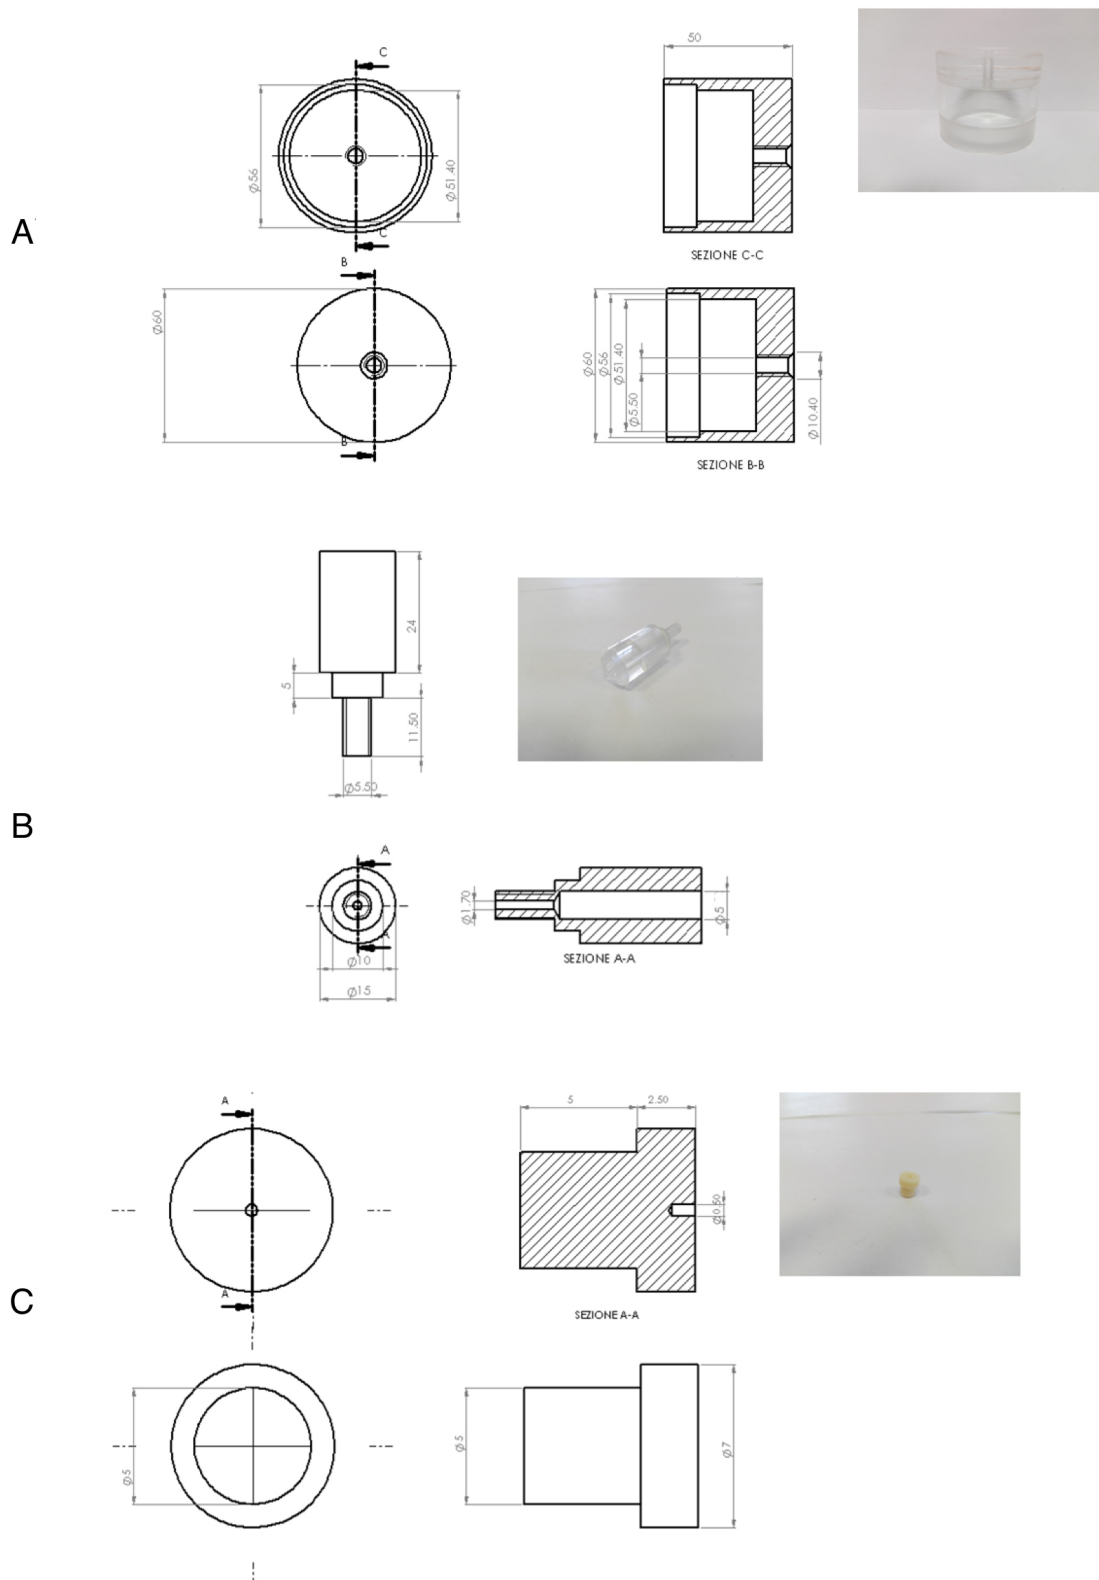 A
C
C
Ø56
Ø51.40
50
SEZIONE C-C
B
B
Ø60
Ø60
Ø56
Ø51.40
Ø5.50
Ø10.40
SEZIONE B-B
B
24
5
11.50
Ø5.50
A
A
Ø10
Ø15
Ø1.70
Ø5
SEZIONE A-A
C
A
A
5
2.50
Ø0.50
SEZIONE A-A
Ø5
Ø5
Ø7